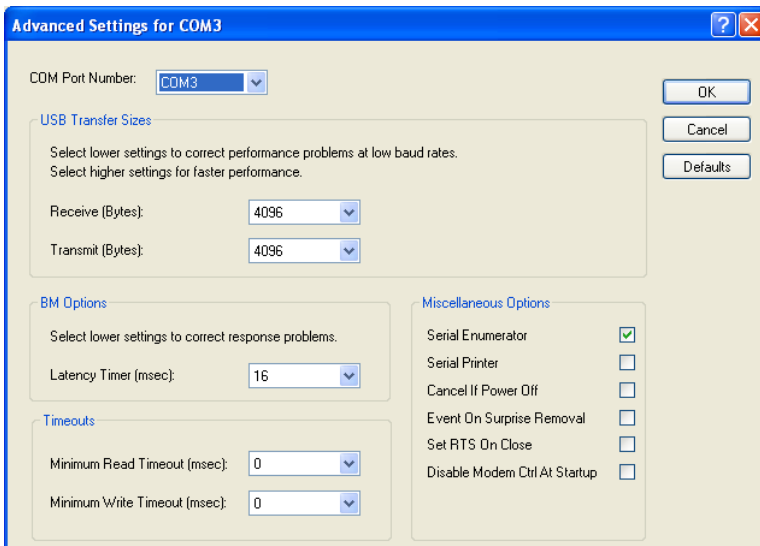 Advanced Settings for COM3
COM Port Number: COM3
OK
Cancel
Defaults
USB Transfer Sizes
Select lower settings to correct performance problems at low baud rates.
Select higher settings for faster performance.
Receive (Bytes): 4096
Transmit (Bytes): 4096
BM Options
Select lower settings to correct response problems.
Latency Timer (msec): 16
Timeouts
Minimum Read Timeout (msec): 0
Minimum Write Timeout (msec): 0
Miscellaneous Options
Serial Enumerator
Serial Printer
Cancel If Power Off
Event On Surprise Removal
Set RTS On Close
Disable Modem Ctrl At Startup